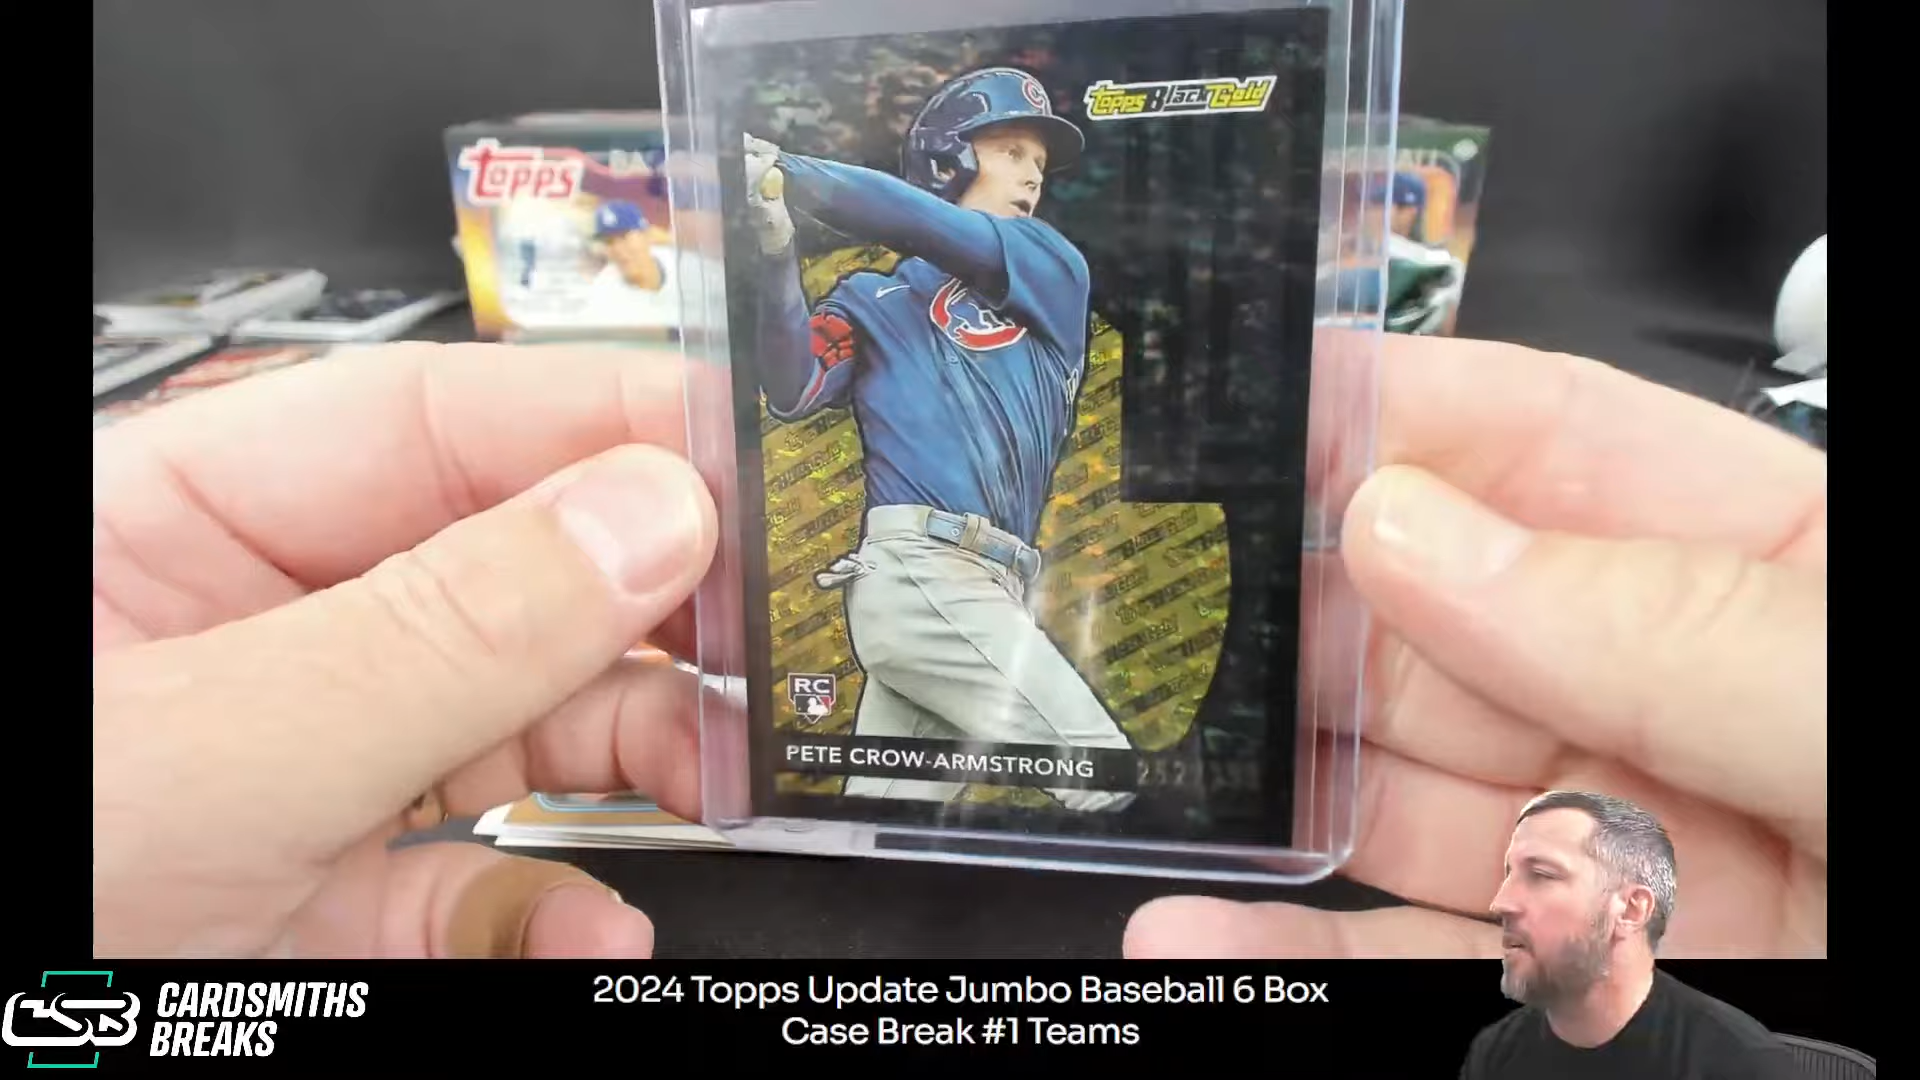 topps Black Gold
topps
RC
PETE CROW-ARMSTRONG
CSB
CARDSMITHS
BREAKS
2024 Topps Update Jumbo Baseball 6 Box
Case Break #1 Teams